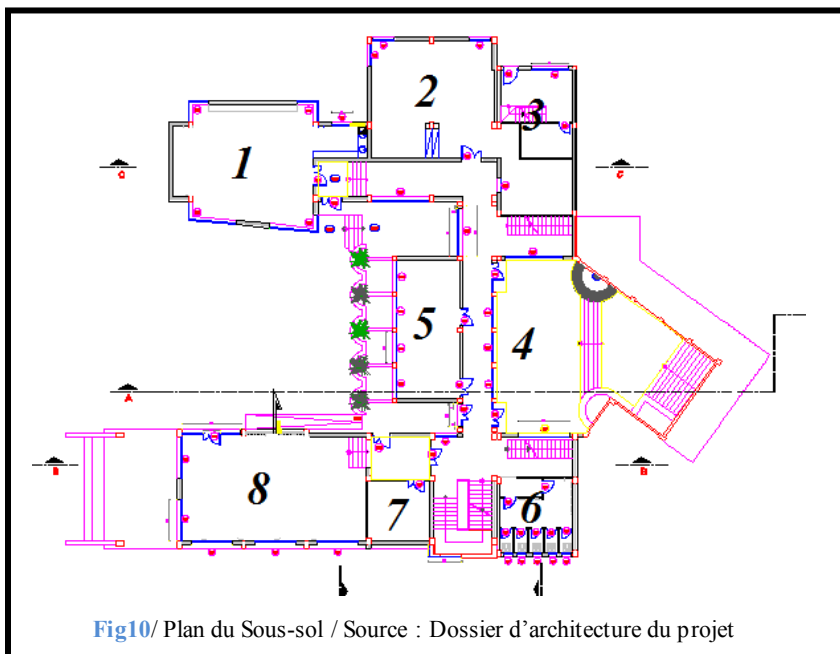 2
3
1
C
C
5
4
A
B
B
8
7
6
Fig10/ Plan du Sous-sol / Source : Dossier d’architecture du projet